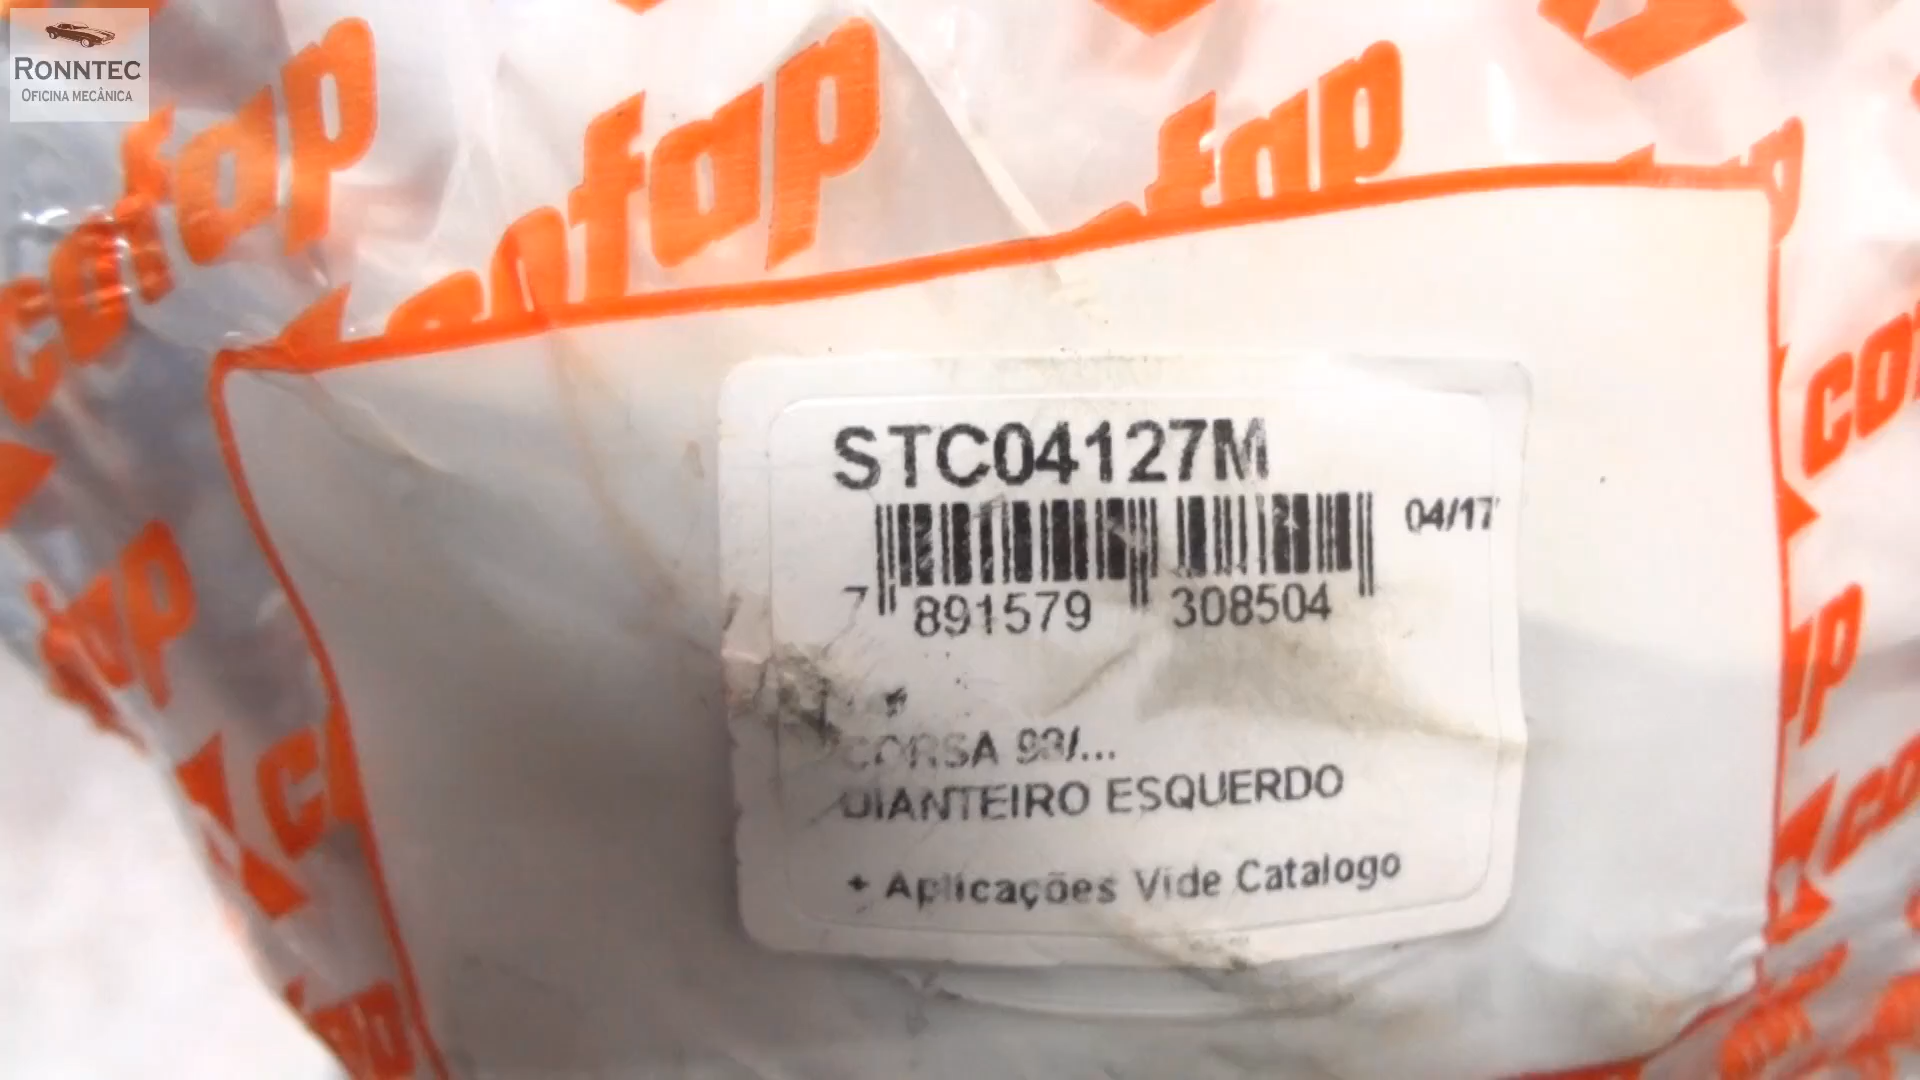 RONNTEC
OFICINA MECÂNICA
cofap
cofap
cofap
STC04127M
04/17
7 891579 308504
CORSA 93/...
DIANTEIRO ESQUERDO
+ Aplicações Vide Catalogo